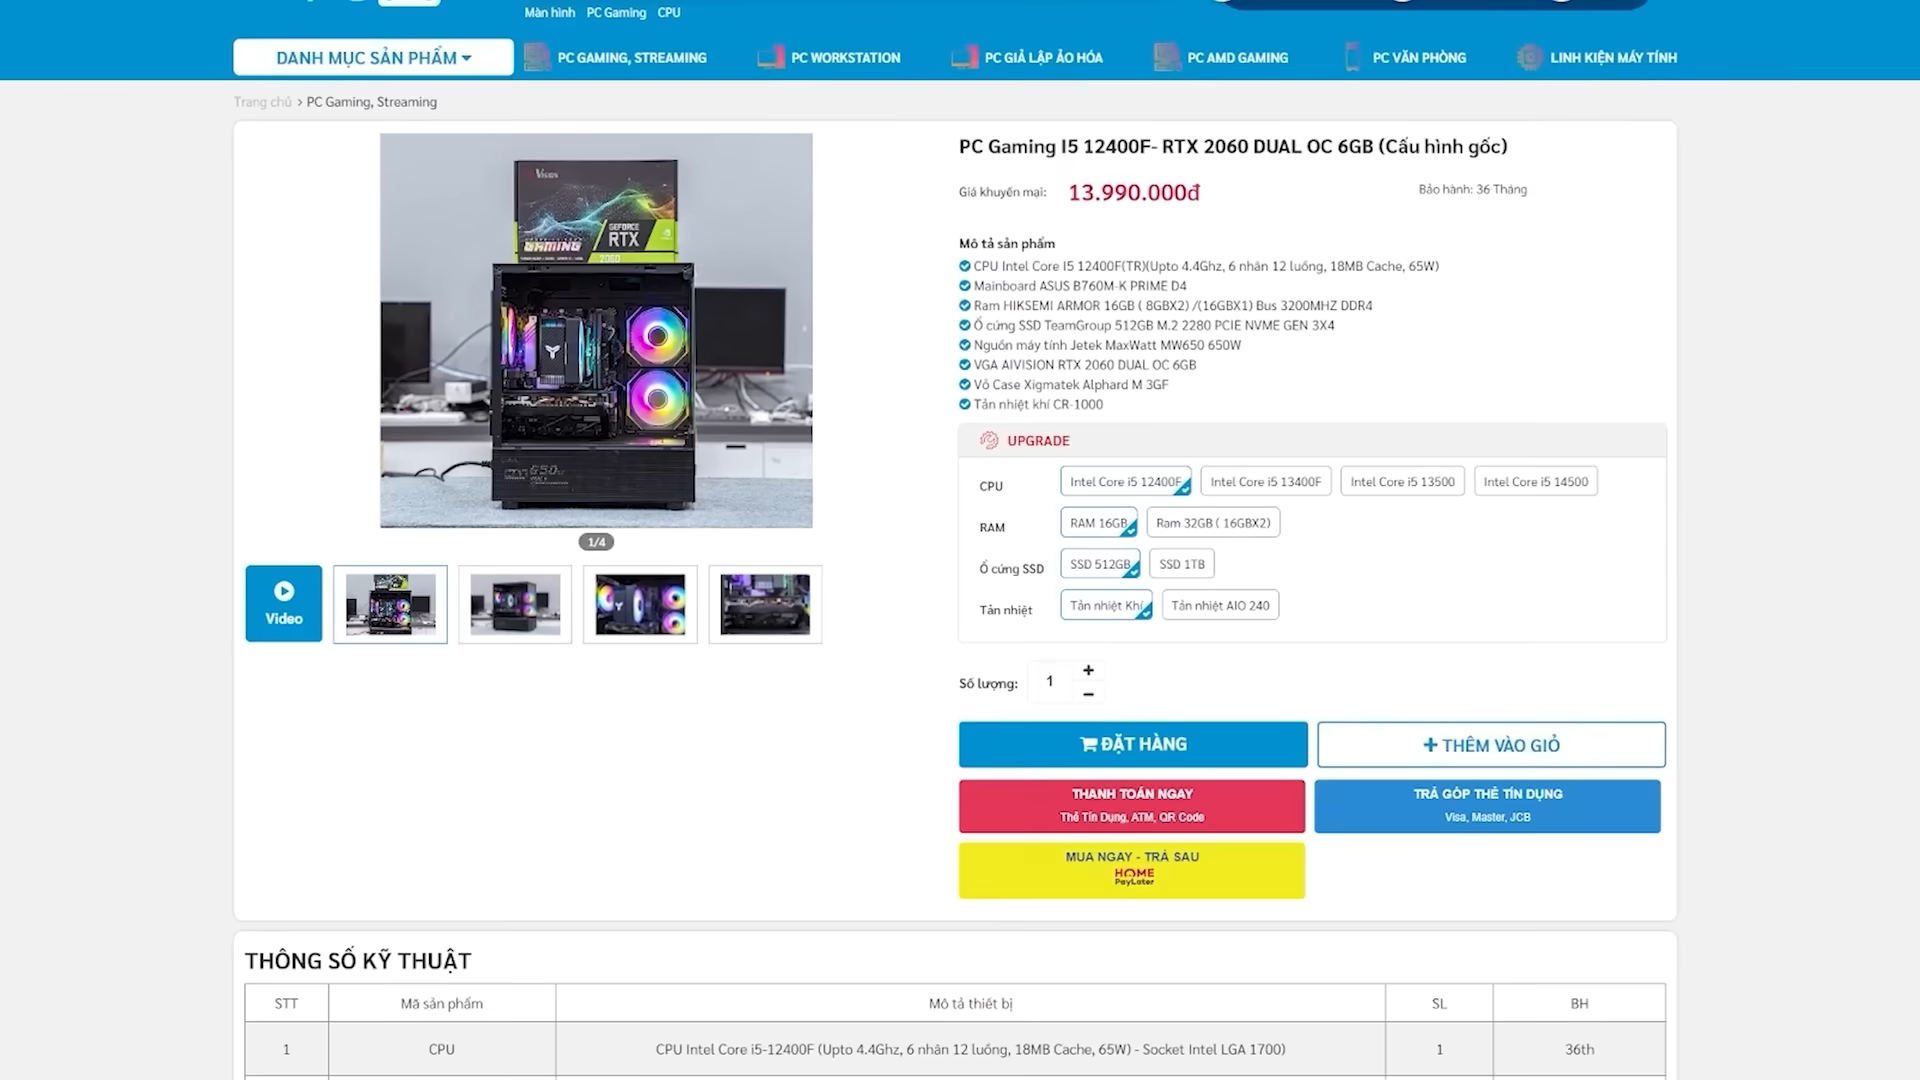 Màn hình PC Gaming CPU
DANH MỤC SẢN PHẨM
PC GAMING, STREAMING
PC WORKSTATION
PC GIẢ LẬP ẢO HÓA
PC AMD GAMING
PC VĂN PHÒNG
LINH KIỆN MÁY TÍNH
Trang chủ › PC Gaming, Streaming
VISION
GEFORCE
RTX
GAMING
2060
1/4
Video
PC Gaming I5 12400F- RTX 2060 DUAL OC 6GB (Cấu hình gốc)
Giá khuyến mại: 13.990.000đ
Bảo hành: 36 Tháng
Mô tả sản phẩm
CPU Intel Core I5 12400F(TR)(Upto 4.4Ghz, 6 nhân 12 luồng, 18MB Cache, 65W)
Mainboard ASUS B760M-K PRIME D4
Ram HIKSEMI ARMOR 16GB ( 8GBX2) /(16GBX1) Bus 3200MHZ DDR4
Ổ cứng SSD TeamGroup 512GB M.2 2280 PCIE NVME GEN 3X4
Nguồn máy tính Jetek MaxWatt MW650 650W
VGA AIVISION RTX 2060 DUAL OC 6GB
Vỏ Case Xigmatek Alphard M 3GF
Tản nhiệt khí CR-1000
UPGRADE
CPU Intel Core i5 12400F Intel Core i5 13400F Intel Core i5 13500 Intel Core i5 14500
RAM RAM 16GB Ram 32GB ( 16GBX2)
Ổ cứng SSD SSD 512GB SSD 1TB
Tản nhiệt Tản nhiệt Khí Tản nhiệt AIO 240
Số lượng: 1 + −
ĐẶT HÀNG
+ THÊM VÀO GIỎ
THANH TOÁN NGAY
Thẻ Tín Dụng, ATM, QR Code
TRẢ GÓP THẺ TÍN DỤNG
Visa, Master, JCB
MUA NGAY - TRẢ SAU
HOME
PayLater
THÔNG SỐ KỸ THUẬT
STT Mã sản phẩm Mô tả thiết bị SL BH
1 CPU CPU Intel Core i5-12400F (Upto 4.4Ghz, 6 nhân 12 luồng, 18MB Cache, 65W) - Socket Intel LGA 1700) 1 36th